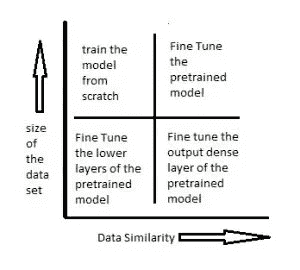 train the
model
from
scratch
Fine Tune
the
pretrained
model
size
of
the
data
set
Fine Tune
the lower
layers of the
pretrained
model
Fine tune the
output dense
layer of the
pretrained
model
Data Similarity